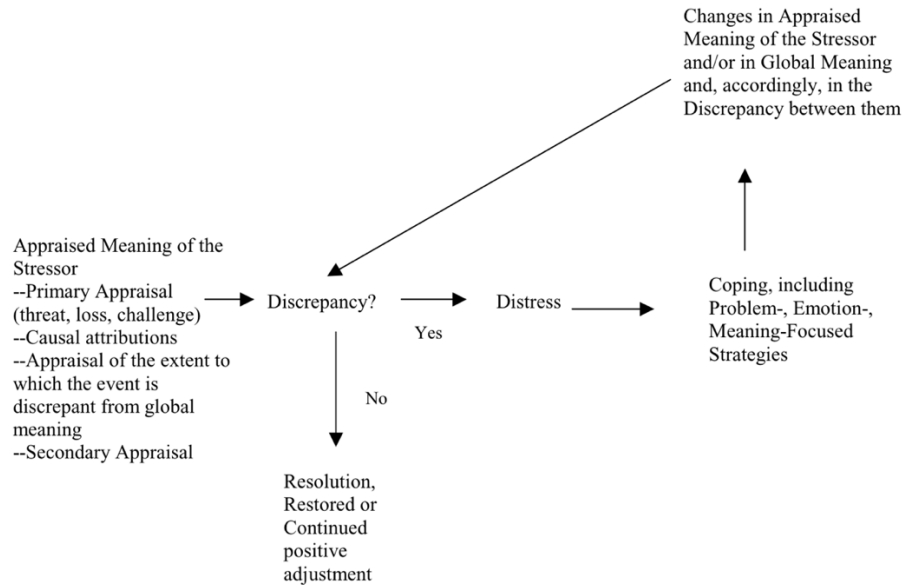 Changes in Appraised
Meaning of the Stressor
and/or in Global Meaning
and, accordingly, in the
Discrepancy between them
Appraised Meaning of the
Stressor
--Primary Appraisal
(threat, loss, challenge)
--Causal attributions
--Appraisal of the extent to
which the event is
discrepant from global
meaning
--Secondary Appraisal
Discrepancy?
Yes
No
Distress
Coping, including
Problem-, Emotion-,
Meaning-Focused
Strategies
Resolution,
Restored or
Continued
positive
adjustment